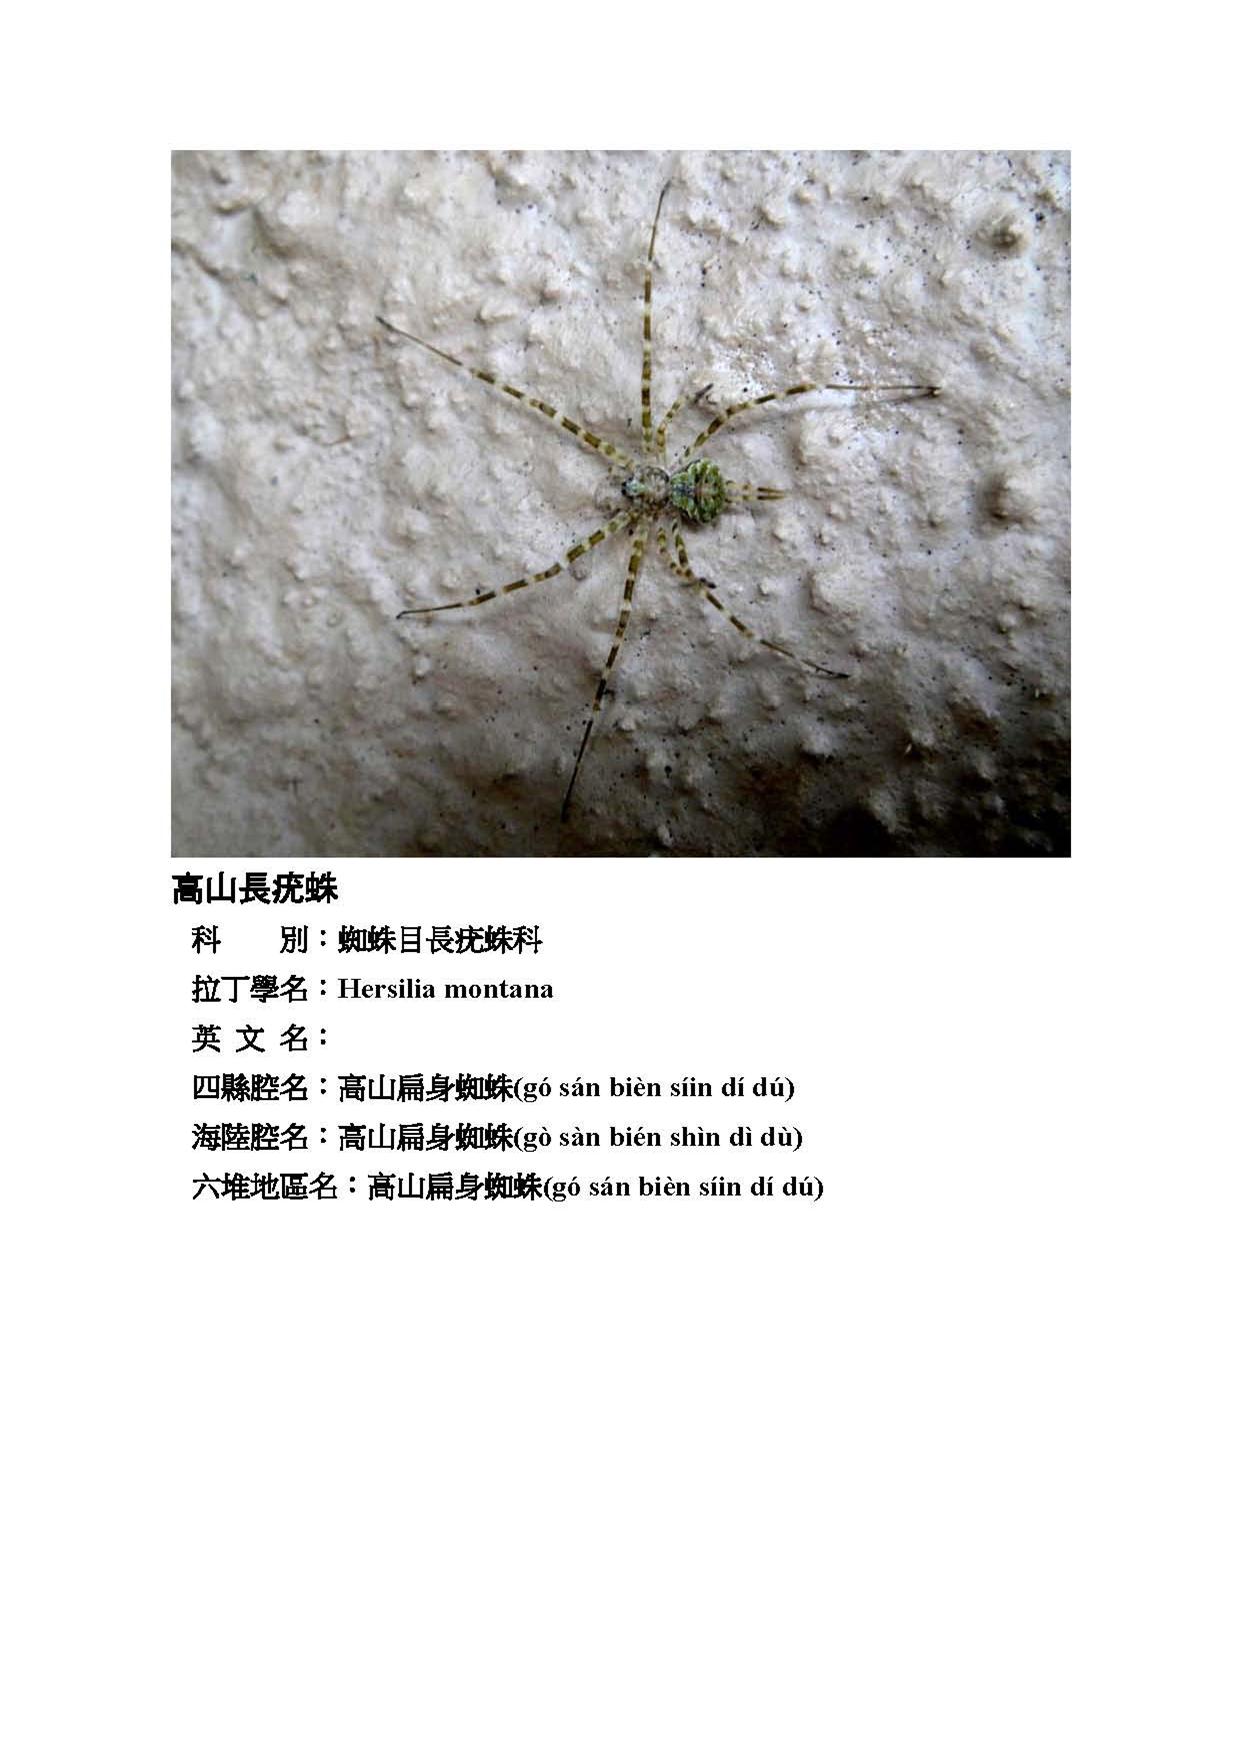 高山長疣蛛
科　　別：蜘蛛目長疣蛛科
拉丁學名：Hersilia montana
英 文 名：
四縣腔名：高山扁身蜘蛛(gó sán bièn síin dí dú)
海陸腔名：高山扁身蜘蛛(gò sàn bién shìn dì dù)
六堆地區名：高山扁身蜘蛛(gó sán bièn síin dí dú)